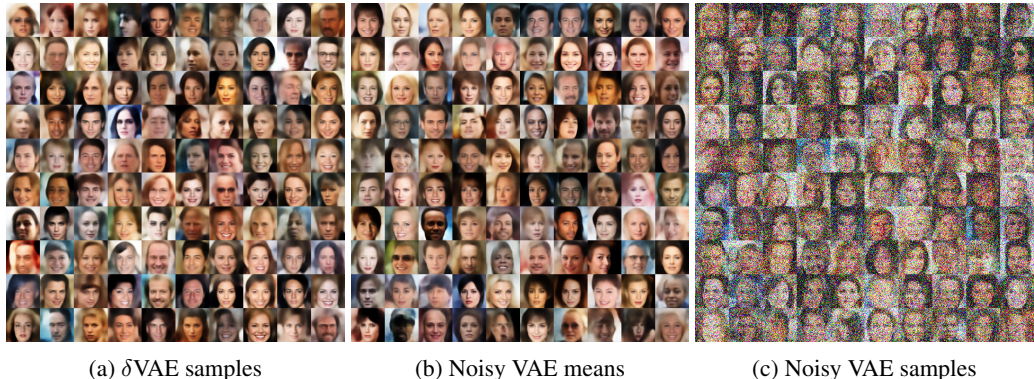 (a) δVAE samples
(b) Noisy VAE means
(c) Noisy VAE samples